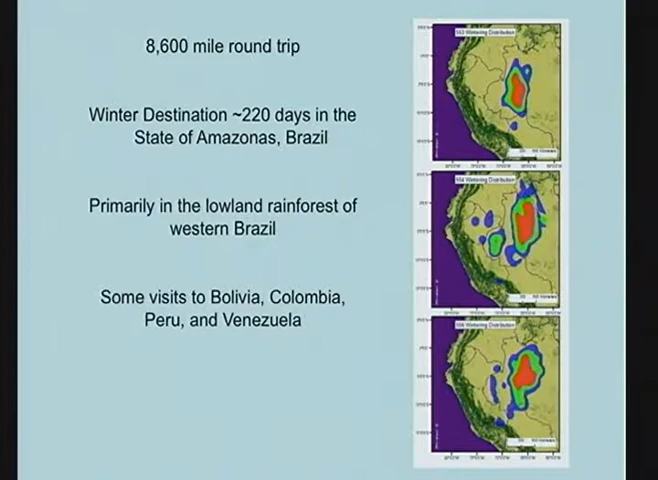 8,600 mile round trip
Winter Destination ~220 days in the
State of Amazonas, Brazil
Primarily in the lowland rainforest of
western Brazil
Some visits to Bolivia, Colombia,
Peru, and Venezuela
Wintering Distribution
Wintering Distribution
Wintering Distribution